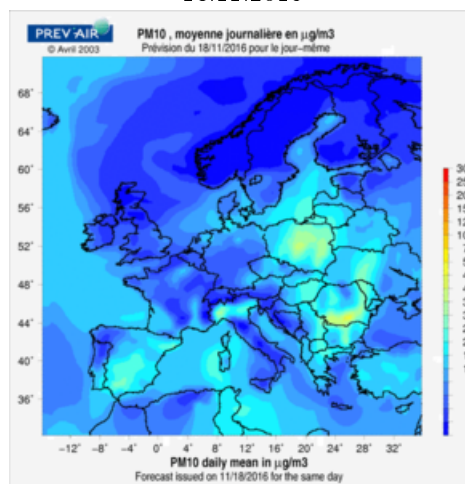 PREV'AIR
© Avril 2003
PM10 , moyenne journalière en µg/m3
Prévision du 18/11/2016 pour le jour-même
68°
64°
60°
56°
52°
48°
44°
40°
36°
−12° −8° −4° 0° 4° 8° 12° 16° 20° 24° 28° 32°
PM10 daily mean in µg/m3
Forecast issued on 11/18/2016 for the same day